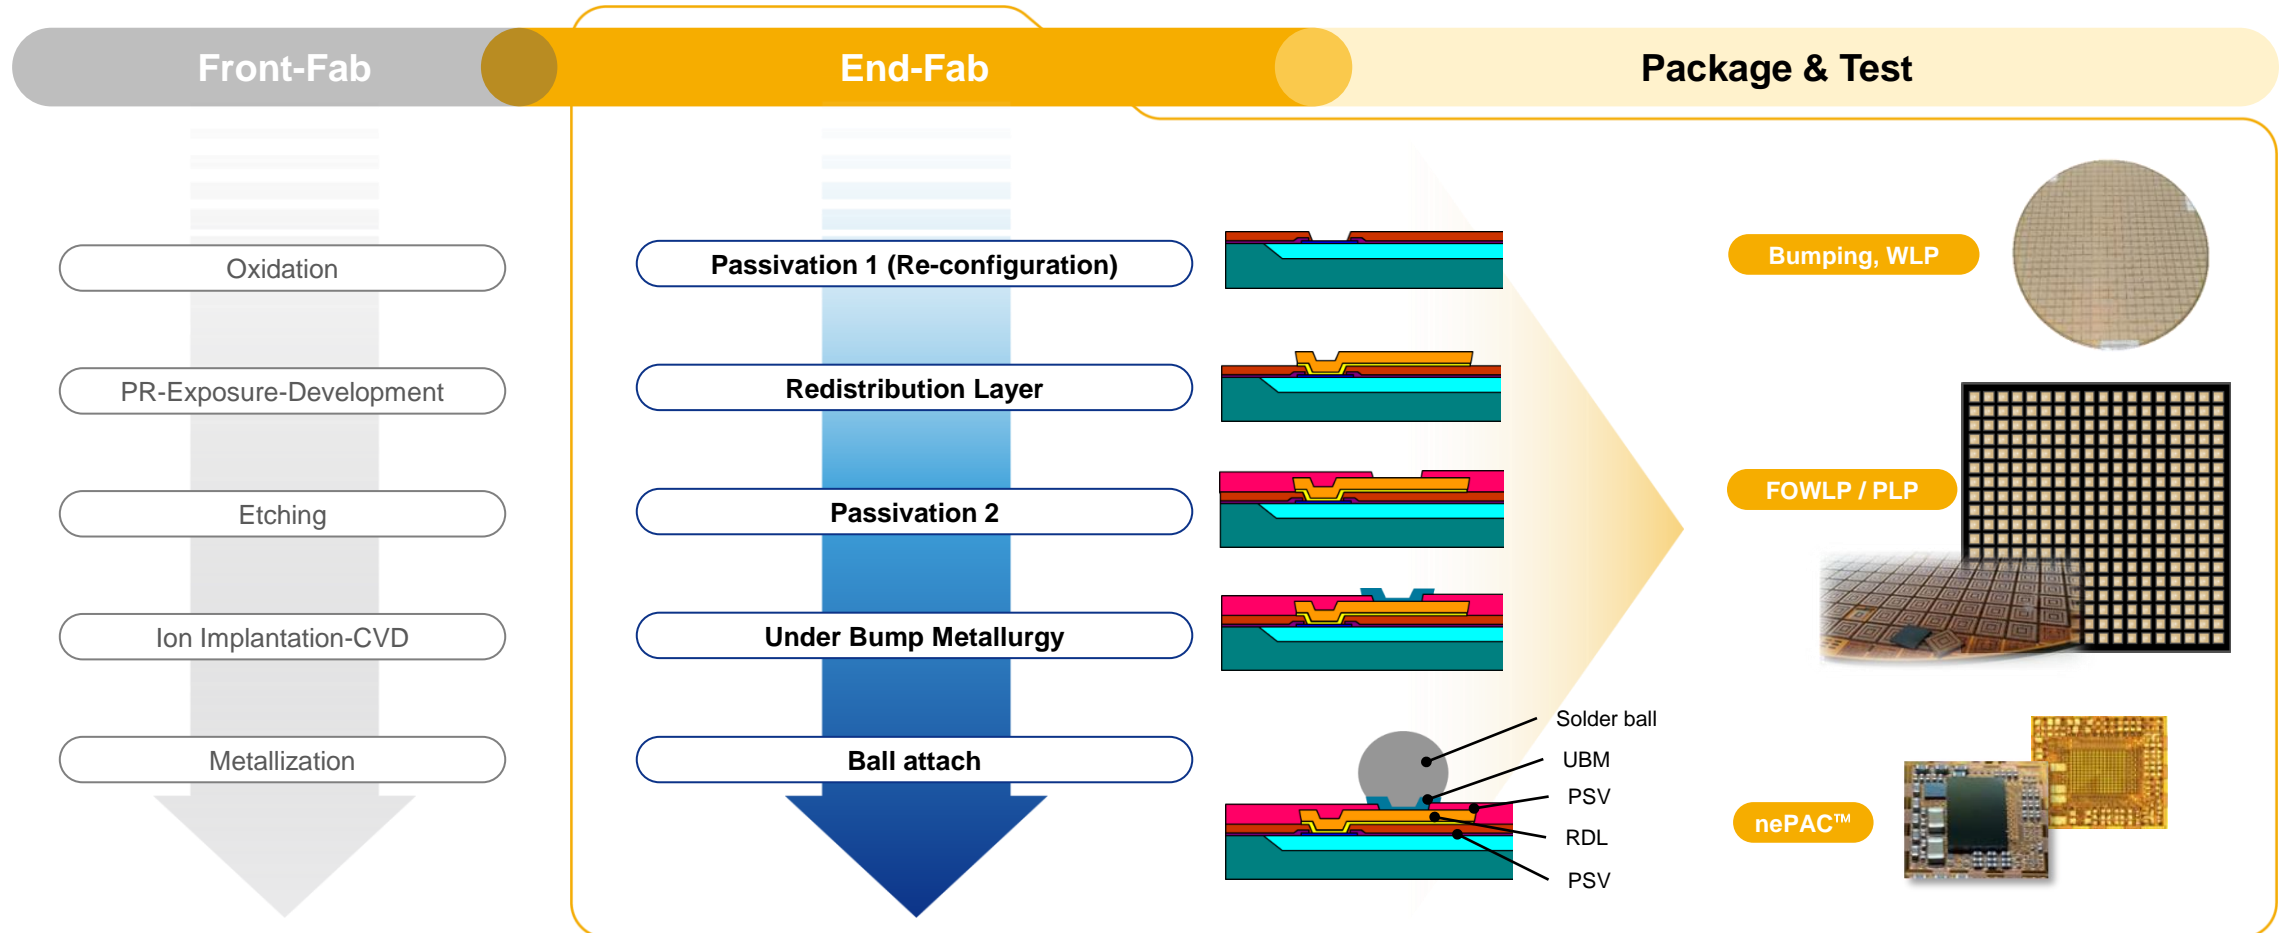 Front-Fab
End-Fab
Package & Test
Oxidation
PR-Exposure-Development
Etching
Ion Implantation-CVD
Metallization
Passivation 1 (Re-configuration)
Redistribution Layer
Passivation 2
Under Bump Metallurgy
Ball attach
Solder ball
UBM
PSV
RDL
PSV
Bumping, WLP
FOWLP / PLP
nePAC™